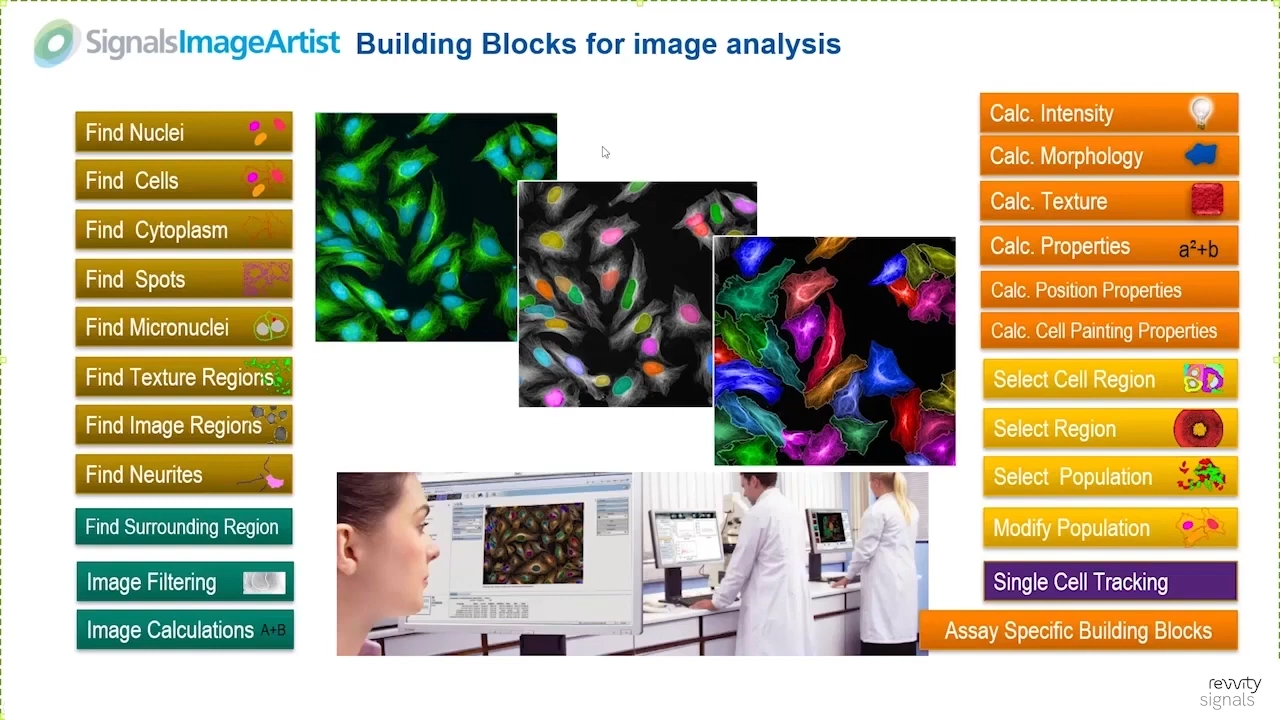 SignalsImageArtist Building Blocks for image analysis
Find Nuclei
Find Cells
Find Cytoplasm
Find Spots
Find Micronuclei
Find Texture Regions
Find Image Regions
Find Neurites
Find Surrounding Region
Image Filtering
Image Calculations A+B
Calc. Intensity
Calc. Morphology
Calc. Texture
Calc. Properties a²+b
Calc. Position Properties
Calc. Cell Painting Properties
Select Cell Region
Select Region
Select Population
Modify Population
Single Cell Tracking
Assay Specific Building Blocks
revvity
signals